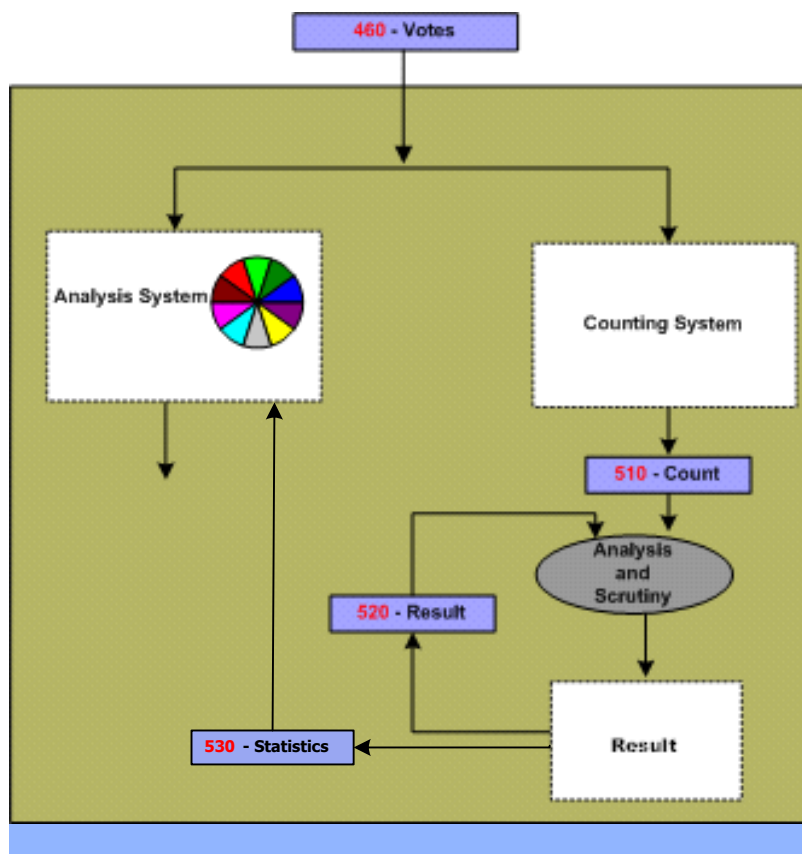 460 - Votes
Analysis System
Counting System
510 - Count
Analysis
and
Scrutiny
520 - Result
530 - Statistics
Result